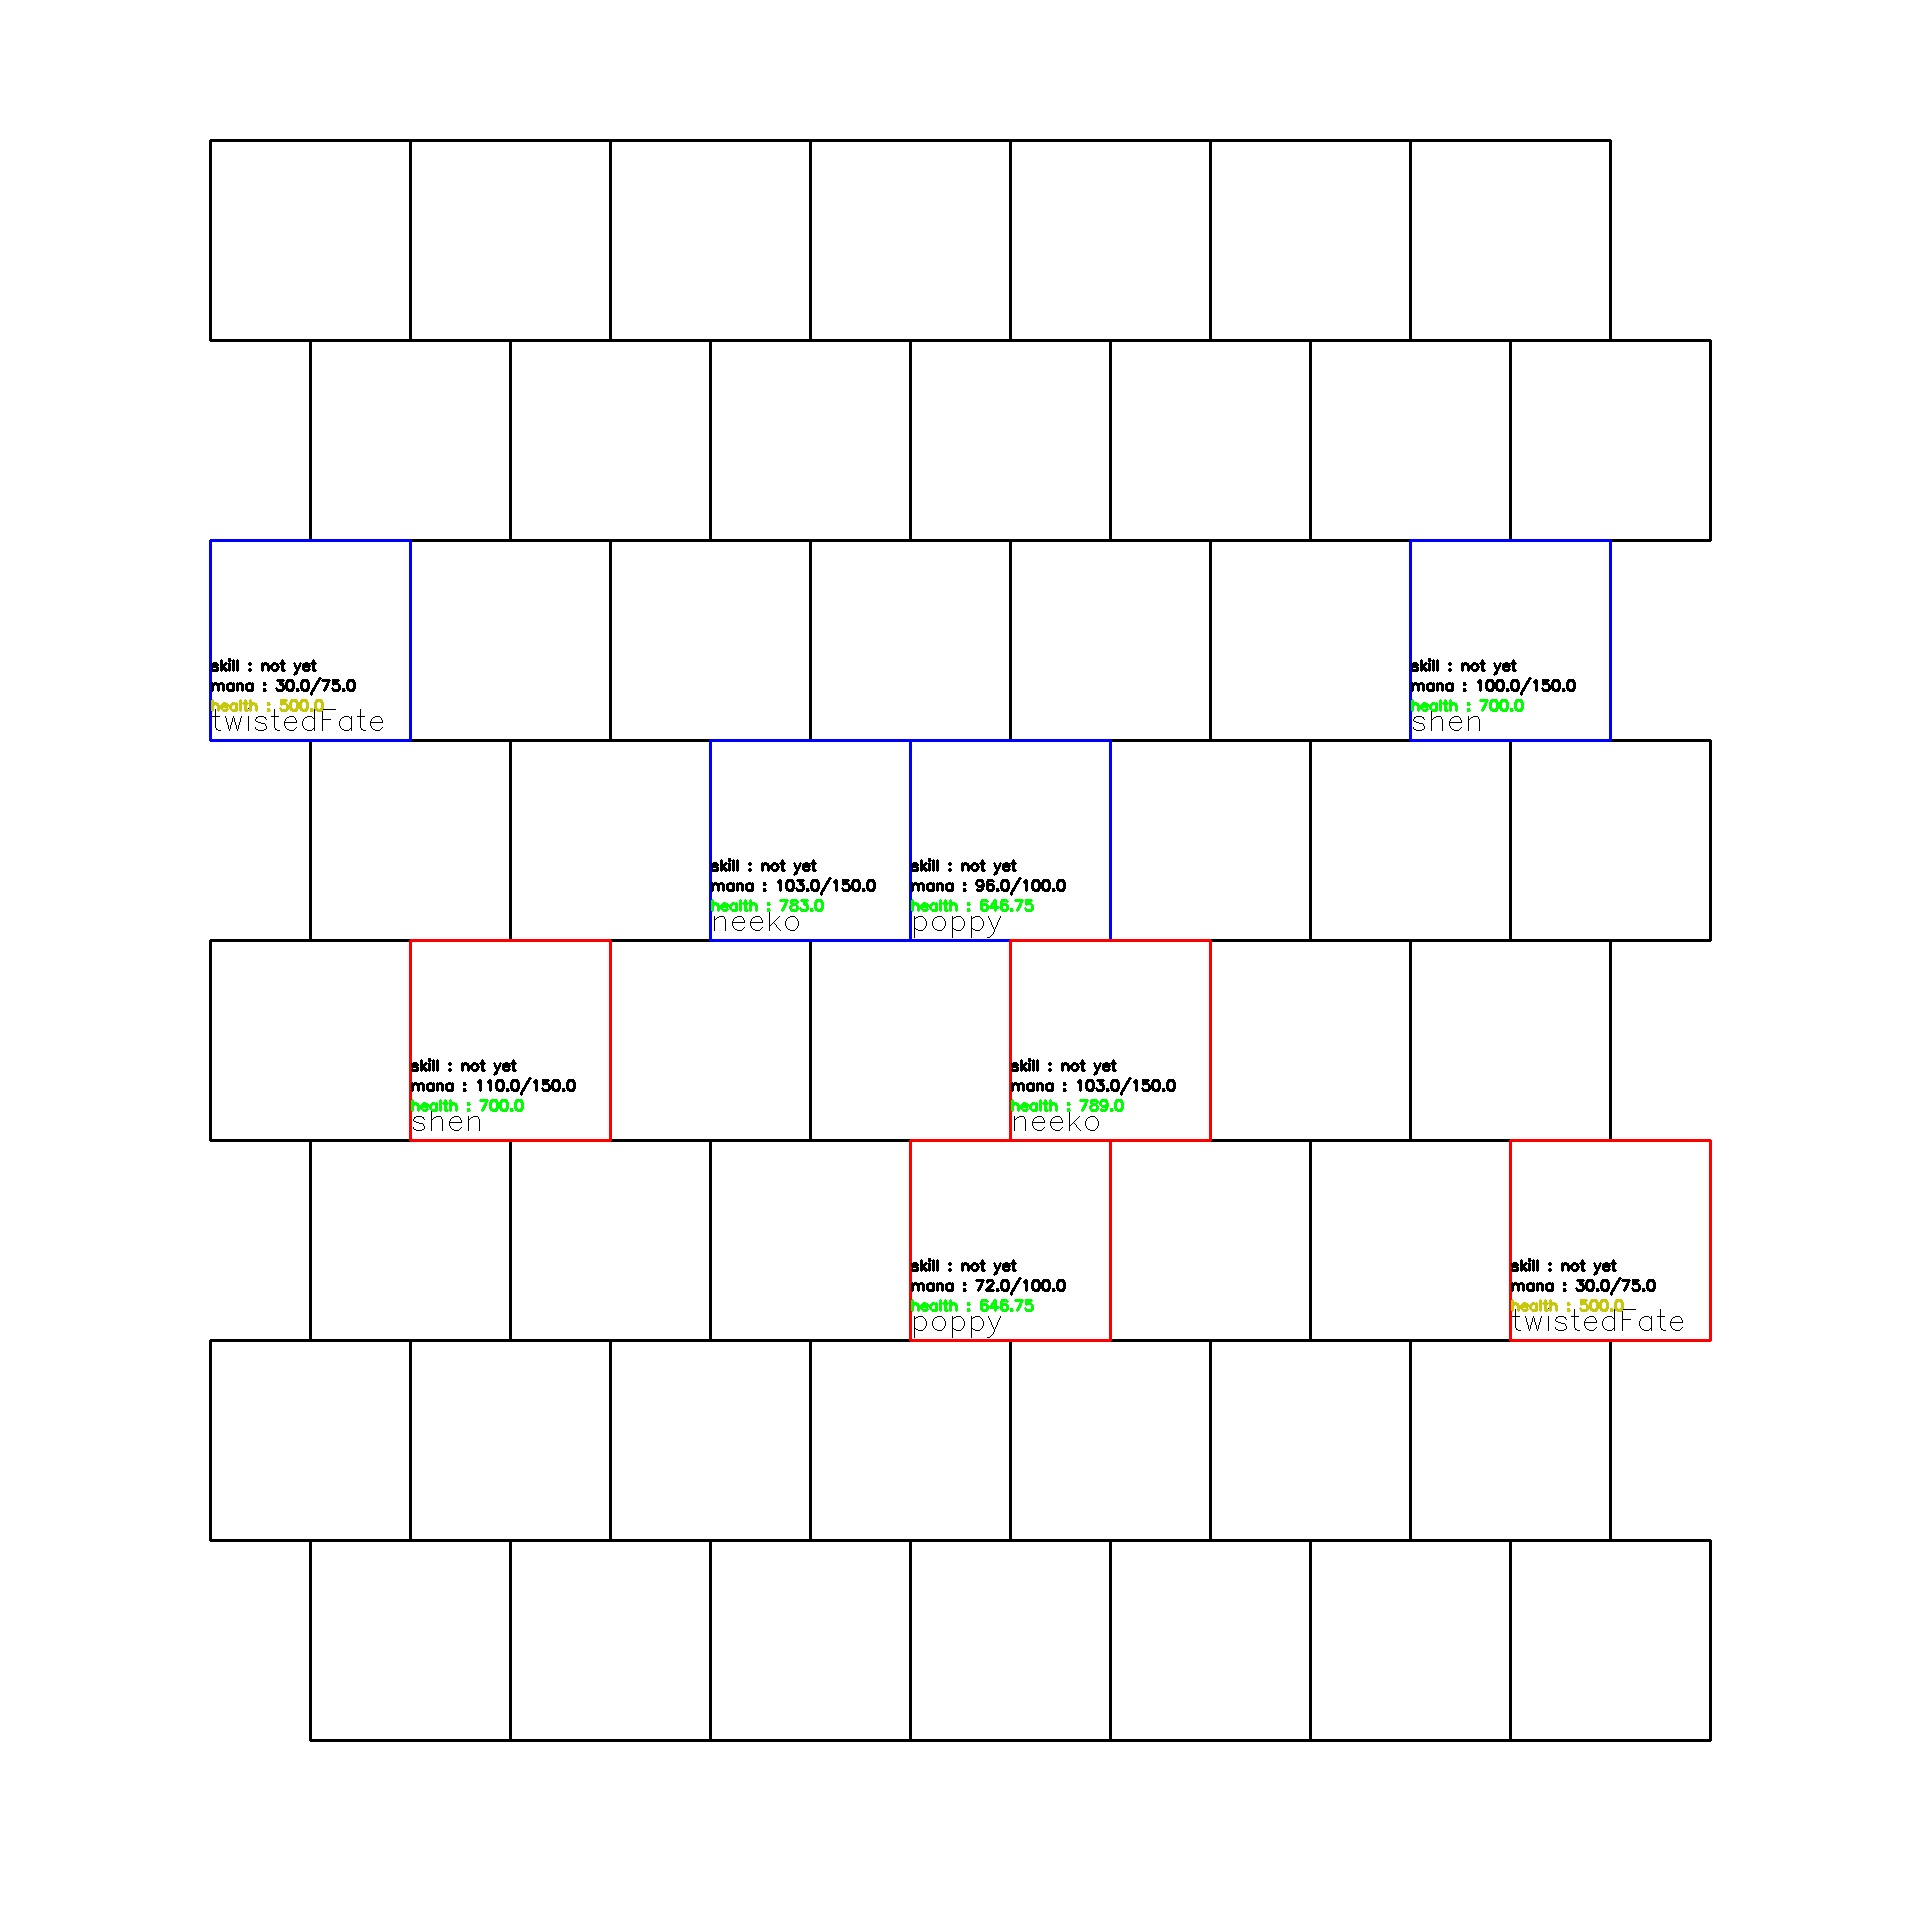 skill : not yet
mana : 30.0/75.0
health : 500.0
twistedFate
skill : not yet
mana : 100.0/150.0
health : 700.0
shen
skill : not yet
mana : 103.0/150.0
health : 783.0
neeko
skill : not yet
mana : 96.0/100.0
health : 646.75
poppy
skill : not yet
mana : 110.0/150.0
health : 700.0
shen
skill : not yet
mana : 103.0/150.0
health : 789.0
neeko
skill : not yet
mana : 72.0/100.0
health : 646.75
poppy
skill : not yet
mana : 30.0/75.0
health : 500.0
twistedFate